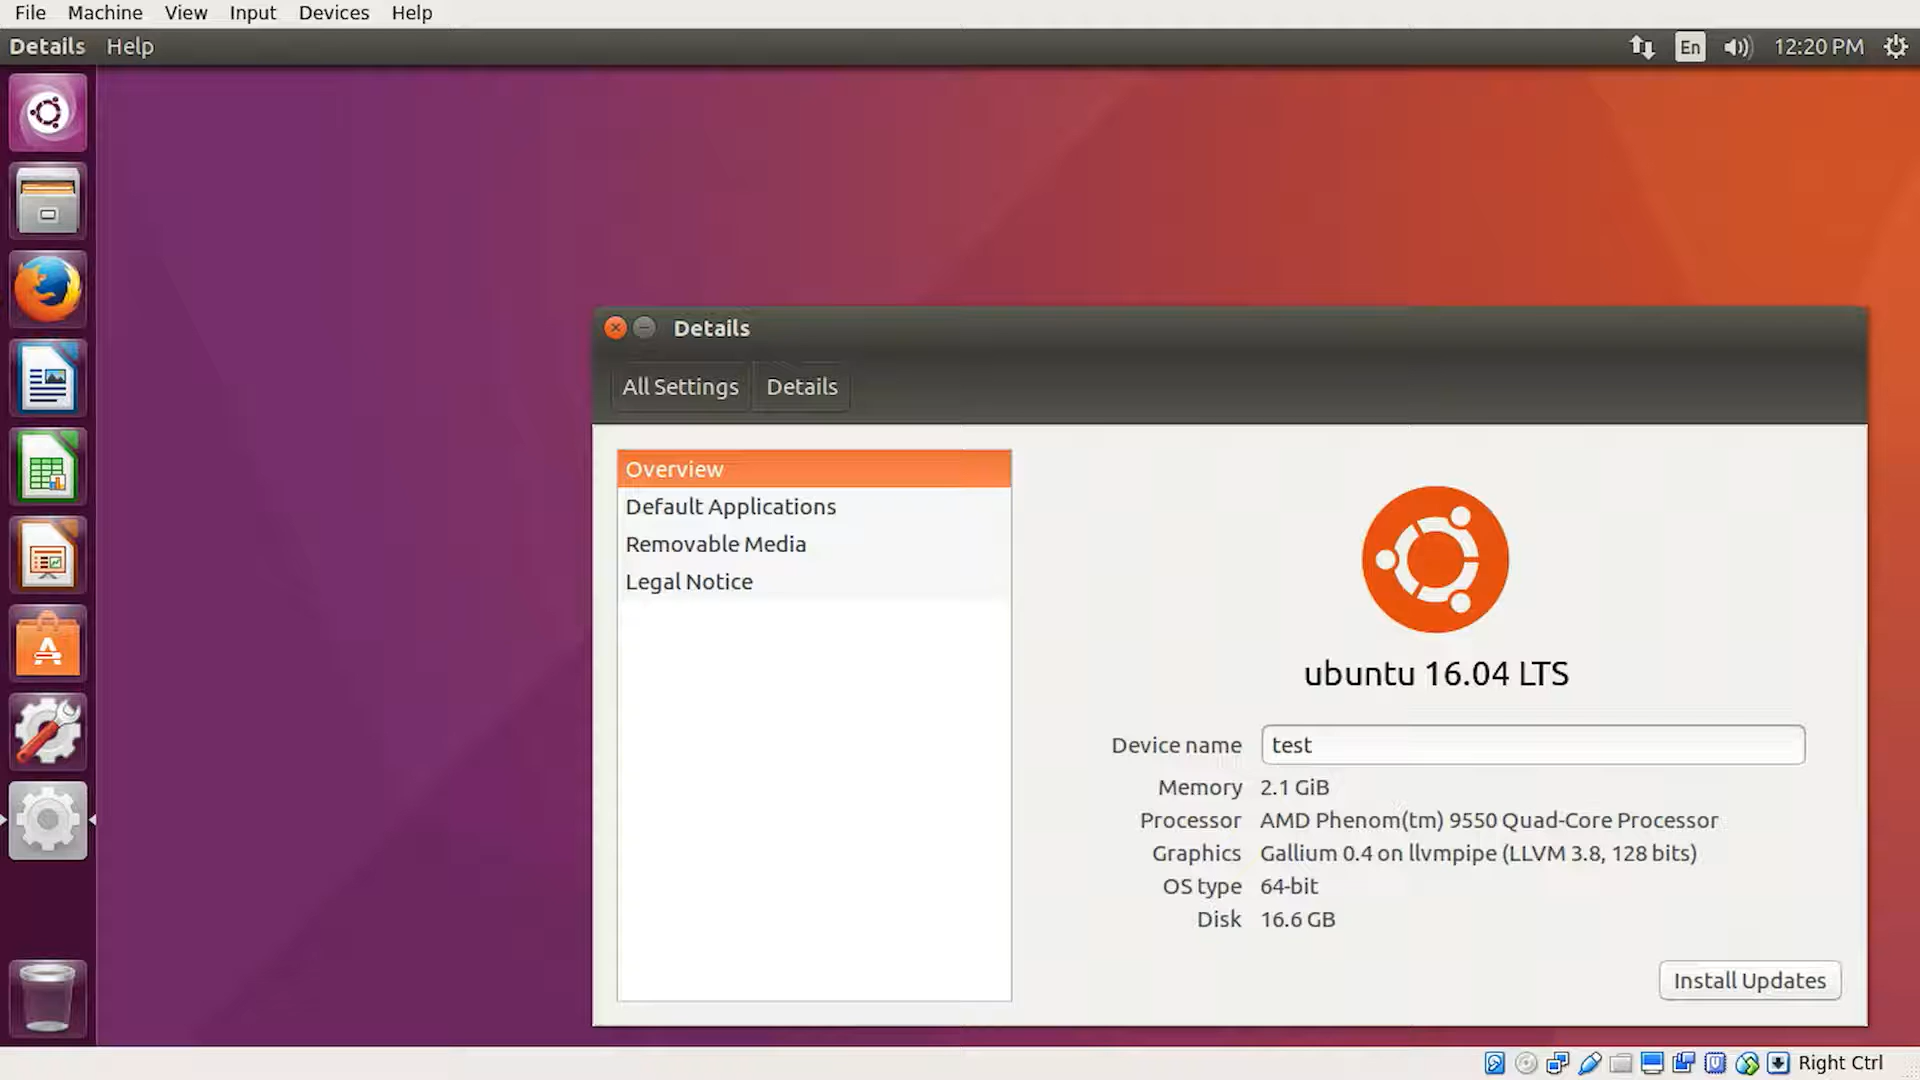 File Machine View Input Devices Help
Details Help En 12:20 PM
Details
All Settings Details
Overview
Default Applications
Removable Media
Legal Notice
ubuntu 16.04 LTS
Device name test
Memory 2.1 GiB
Processor AMD Phenom(tm) 9550 Quad-Core Processor
Graphics Gallium 0.4 on llvmpipe (LLVM 3.8, 128 bits)
OS type 64-bit
Disk 16.6 GB
Install Updates
Right Ctrl